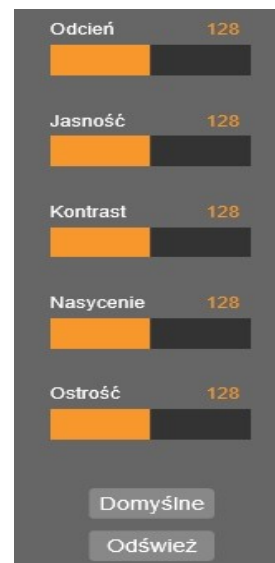 Odcień 128
Jasność 128
Kontrast 128
Nasycenie 128
Ostrość 128
Domyślne
Odśwież